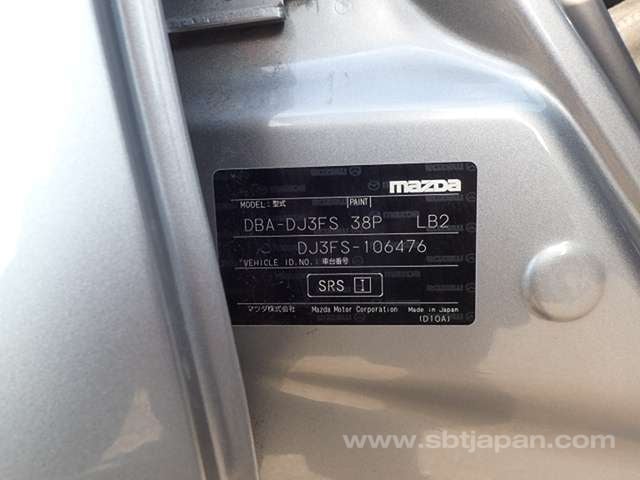 mazda
MODEL:型式 PAINT
DBA-DJ3FS 38P LB2
DJ3FS-106476
VEHICLE ID.NO.:車台番号
SRS I
マツダ株式会社 Mazda Motor Corporation Made in Japan
(D10A)
www.sbtjapan.com